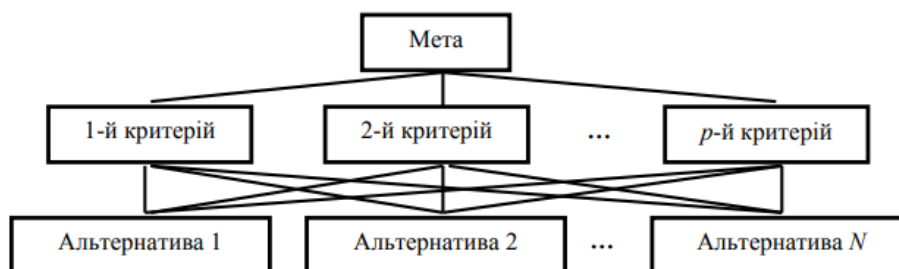 Мета
1-й критерій 2-й критерій ... p-й критерій
Альтернатива 1 Альтернатива 2 ... Альтернатива N